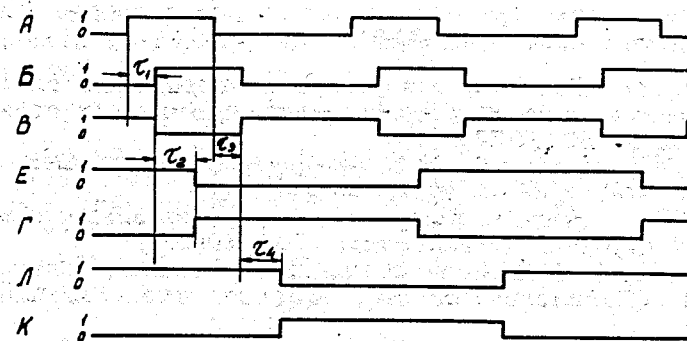 А 1 0
τ₁
Б 1 0
В 1 0
τ₂ τ₃
Е 1 0
Г 1 0
τ₄
Л 1 0
К 1 0